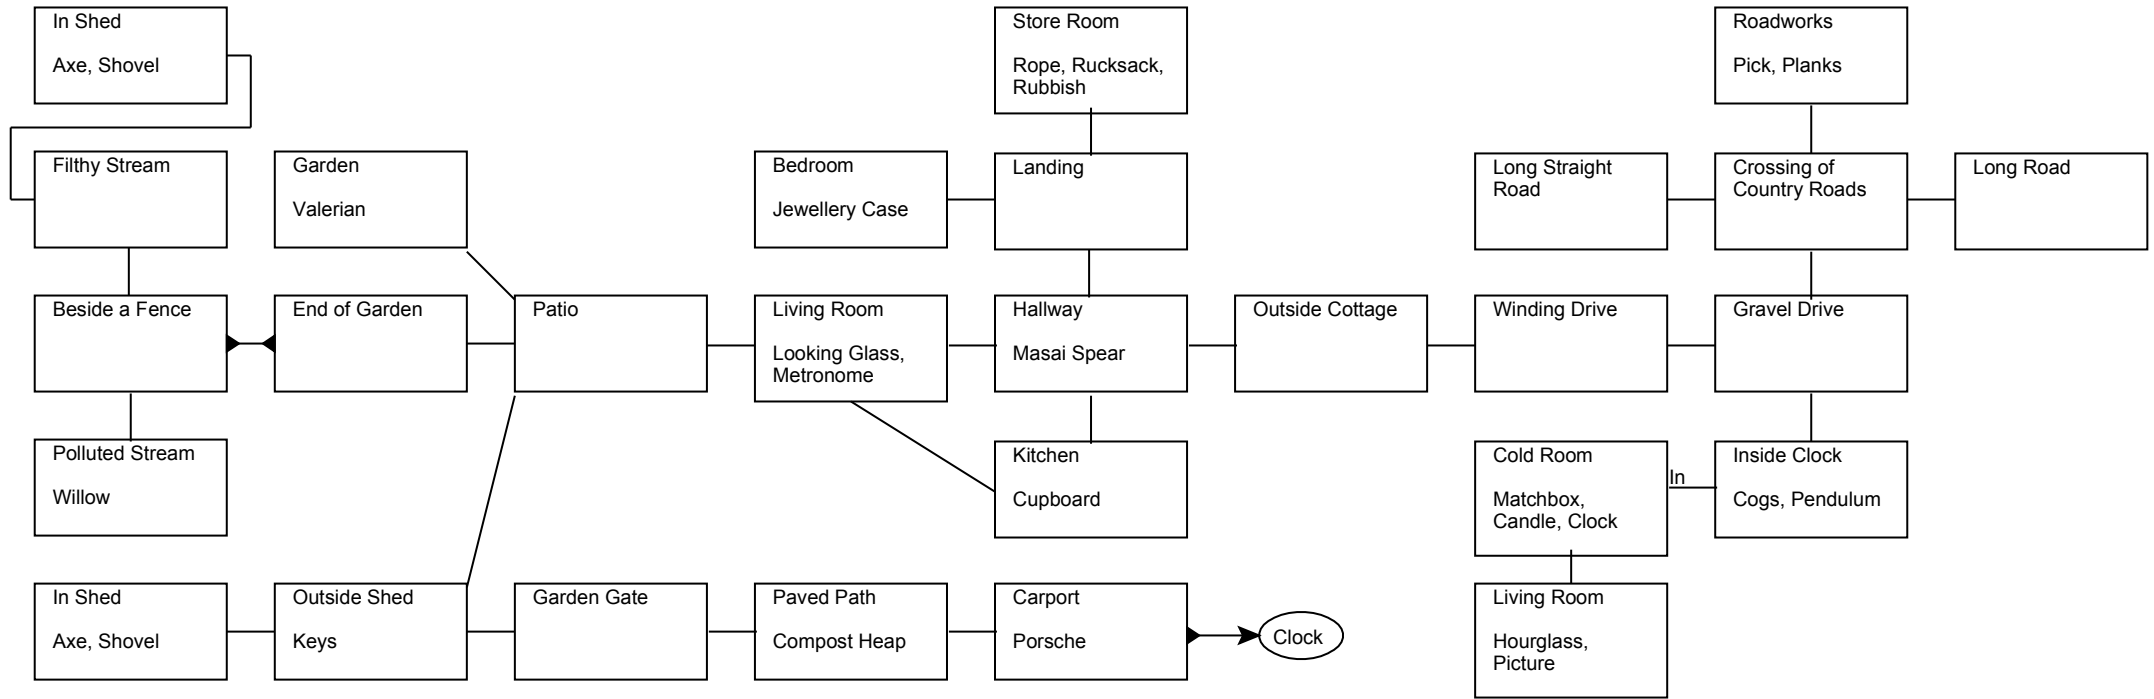 In Shed
Axe, Shovel
Store Room
Rope, Rucksack,
Rubbish
Roadworks
Pick, Planks
Filthy Stream
Garden
Valerian
Bedroom
Jewellery Case
Landing
Long Straight
Road
Crossing of
Country Roads
Long Road
Beside a Fence
End of Garden
Patio
Living Room
Looking Glass,
Metronome
Hallway
Masai Spear
Outside Cottage
Winding Drive
Gravel Drive
Polluted Stream
Willow
Kitchen
Cupboard
Cold Room
Matchbox,
Candle, Clock
In
Inside Clock
Cogs, Pendulum
In Shed
Axe, Shovel
Outside Shed
Keys
Garden Gate
Paved Path
Compost Heap
Carport
Porsche
Clock
Living Room
Hourglass,
Picture